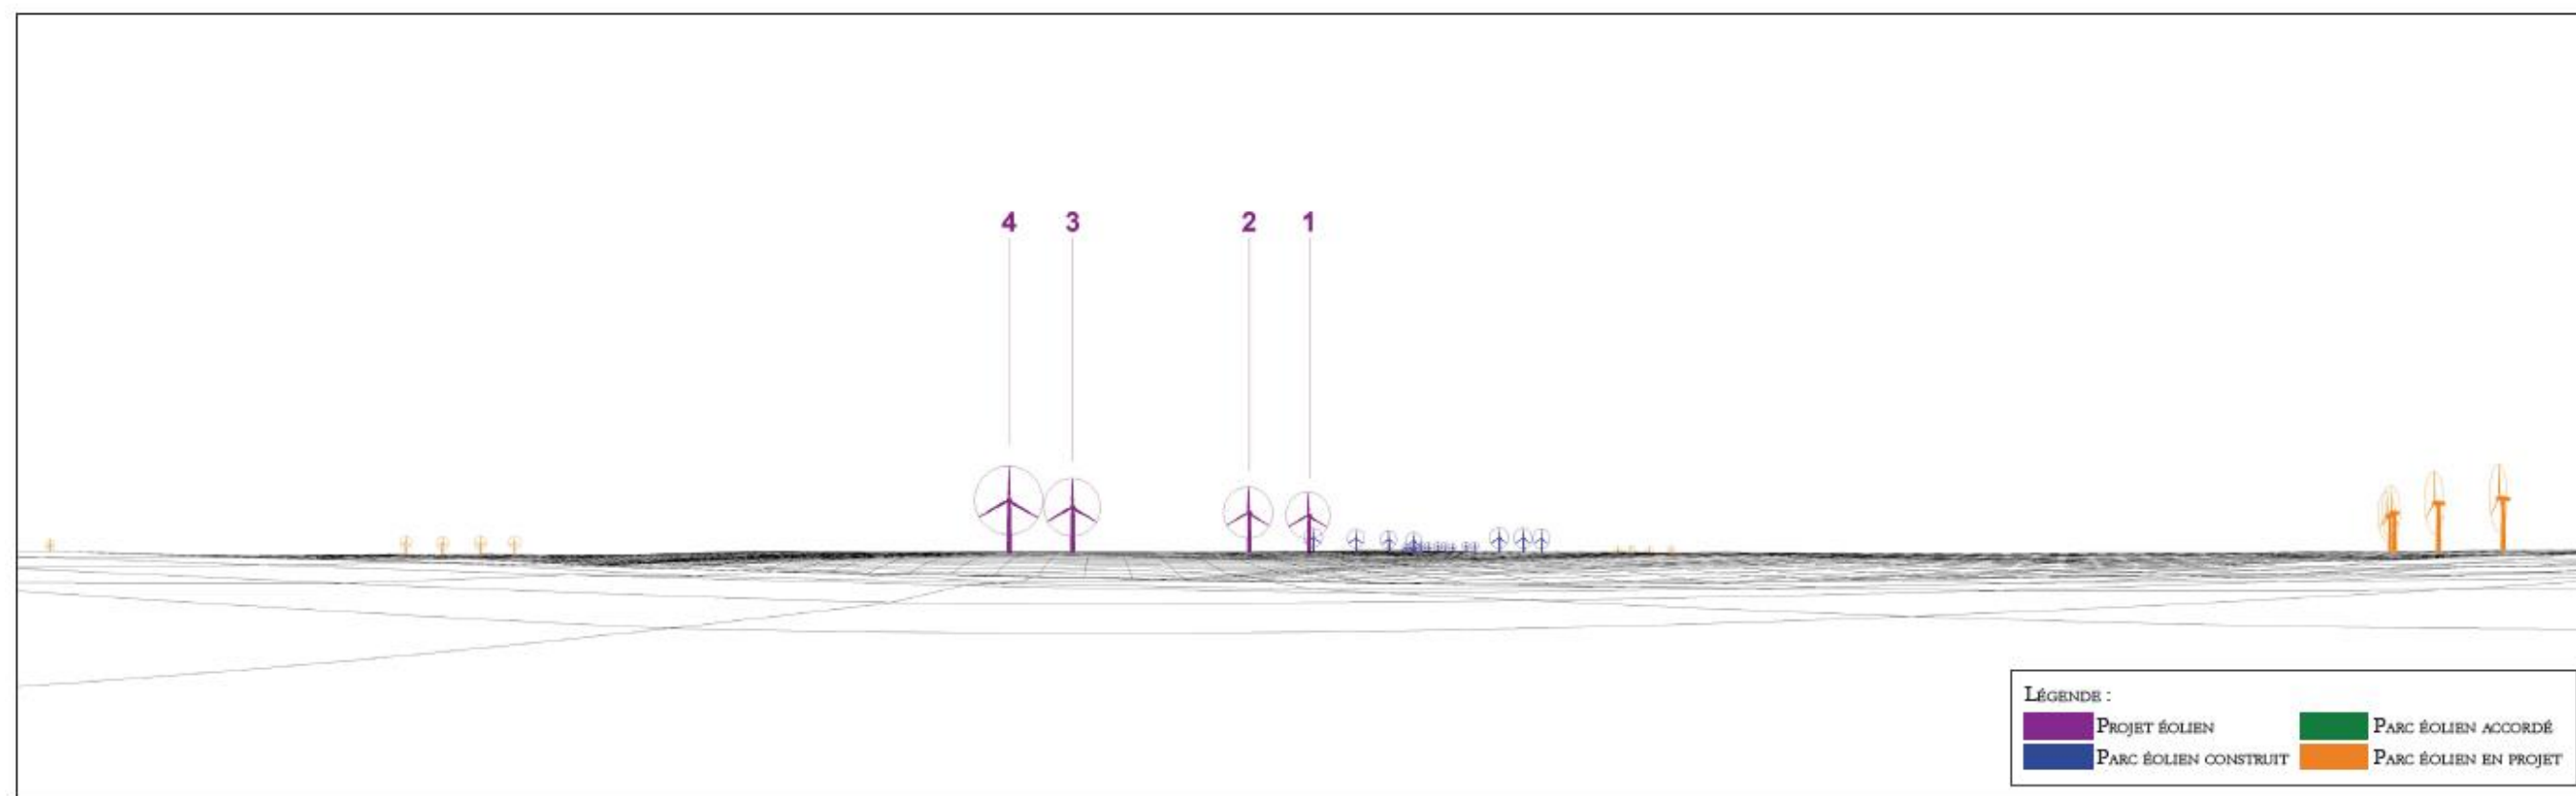 4 3 2 1
Légende :
Projet éolien
Parc éolien accordé
Parc éolien construit
Parc éolien en projet